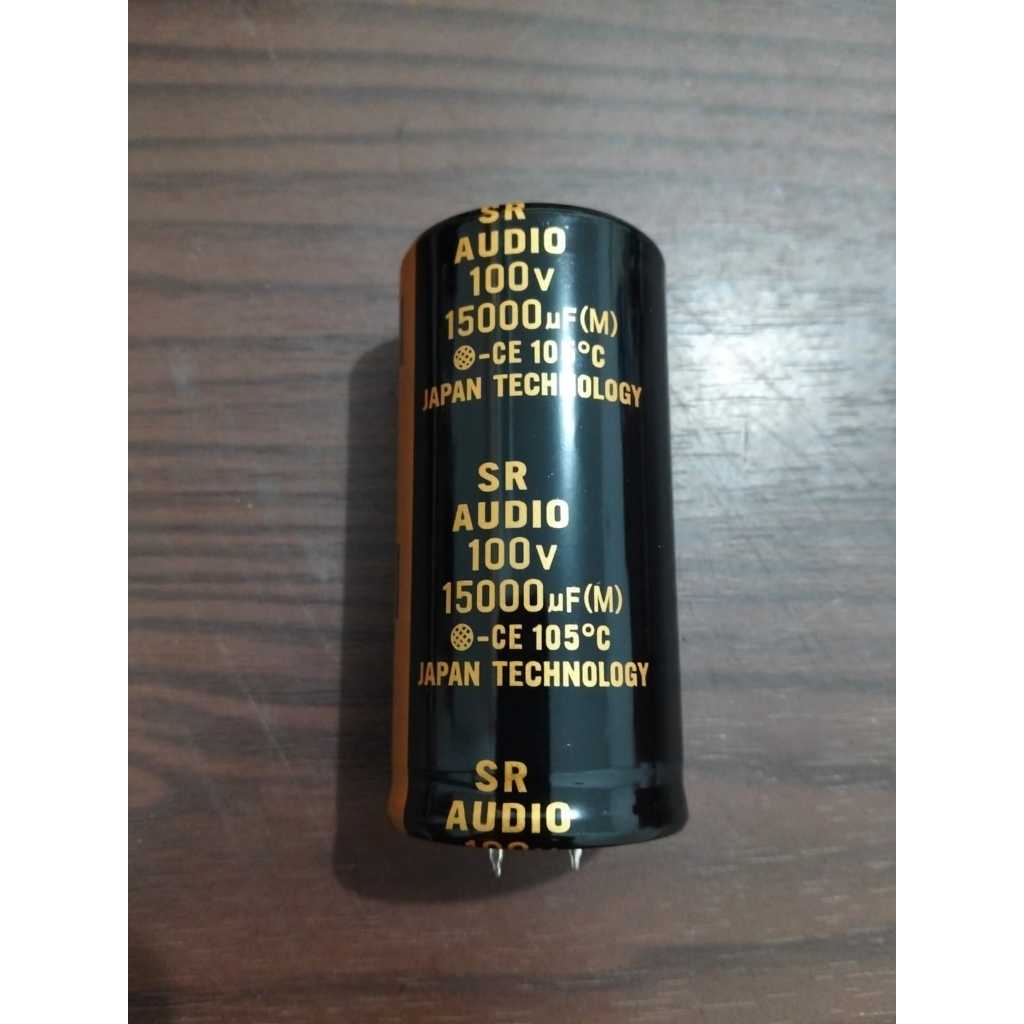 SR
AUDIO
100V
15000µF(M)
-CE 105°C
JAPAN TECHNOLOGY
SR
AUDIO
100V
15000µF(M)
-CE 105°C
JAPAN TECHNOLOGY
SR
AUDIO